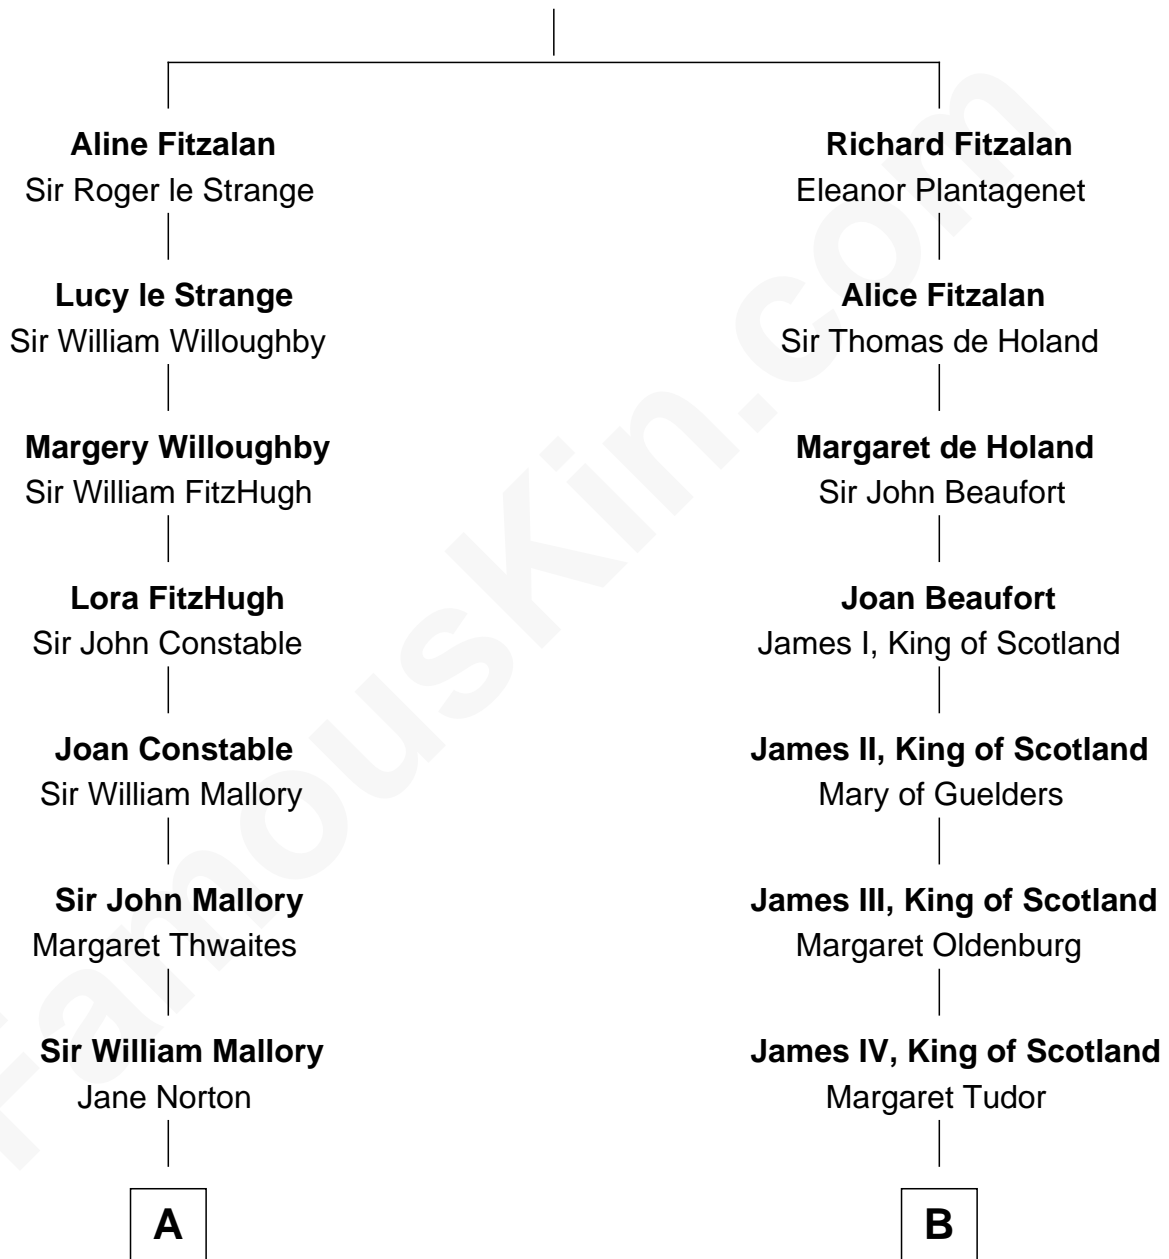 Aline Fitzalan
Sir Roger le Strange
Lucy le Strange
Sir William Willoughby
Margery Willoughby
Sir William FitzHugh
Lora FitzHugh
Sir John Constable
Joan Constable
Sir William Mallory
Sir John Mallory
Margaret Thwaites
Sir William Mallory
Jane Norton
A
Richard Fitzalan
Eleanor Plantagenet
Alice Fitzalan
Sir Thomas de Holand
Margaret de Holand
Sir John Beaufort
Joan Beaufort
James I, King of Scotland
James II, King of Scotland
Mary of Guelders
James III, King of Scotland
Margaret Oldenburg
James IV, King of Scotland
Margaret Tudor
B
FamousKin.com